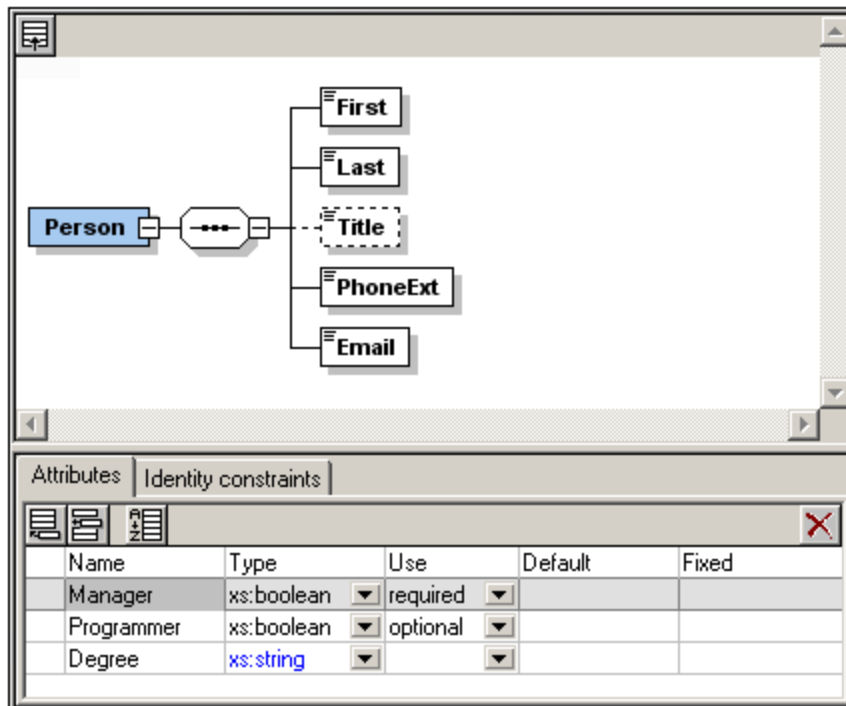 First
Last
Person
Title
PhoneExt
Email
Attributes Identity constraints
Name Type Use Default Fixed
Manager xs:boolean required
Programmer xs:boolean optional
Degree xs:string